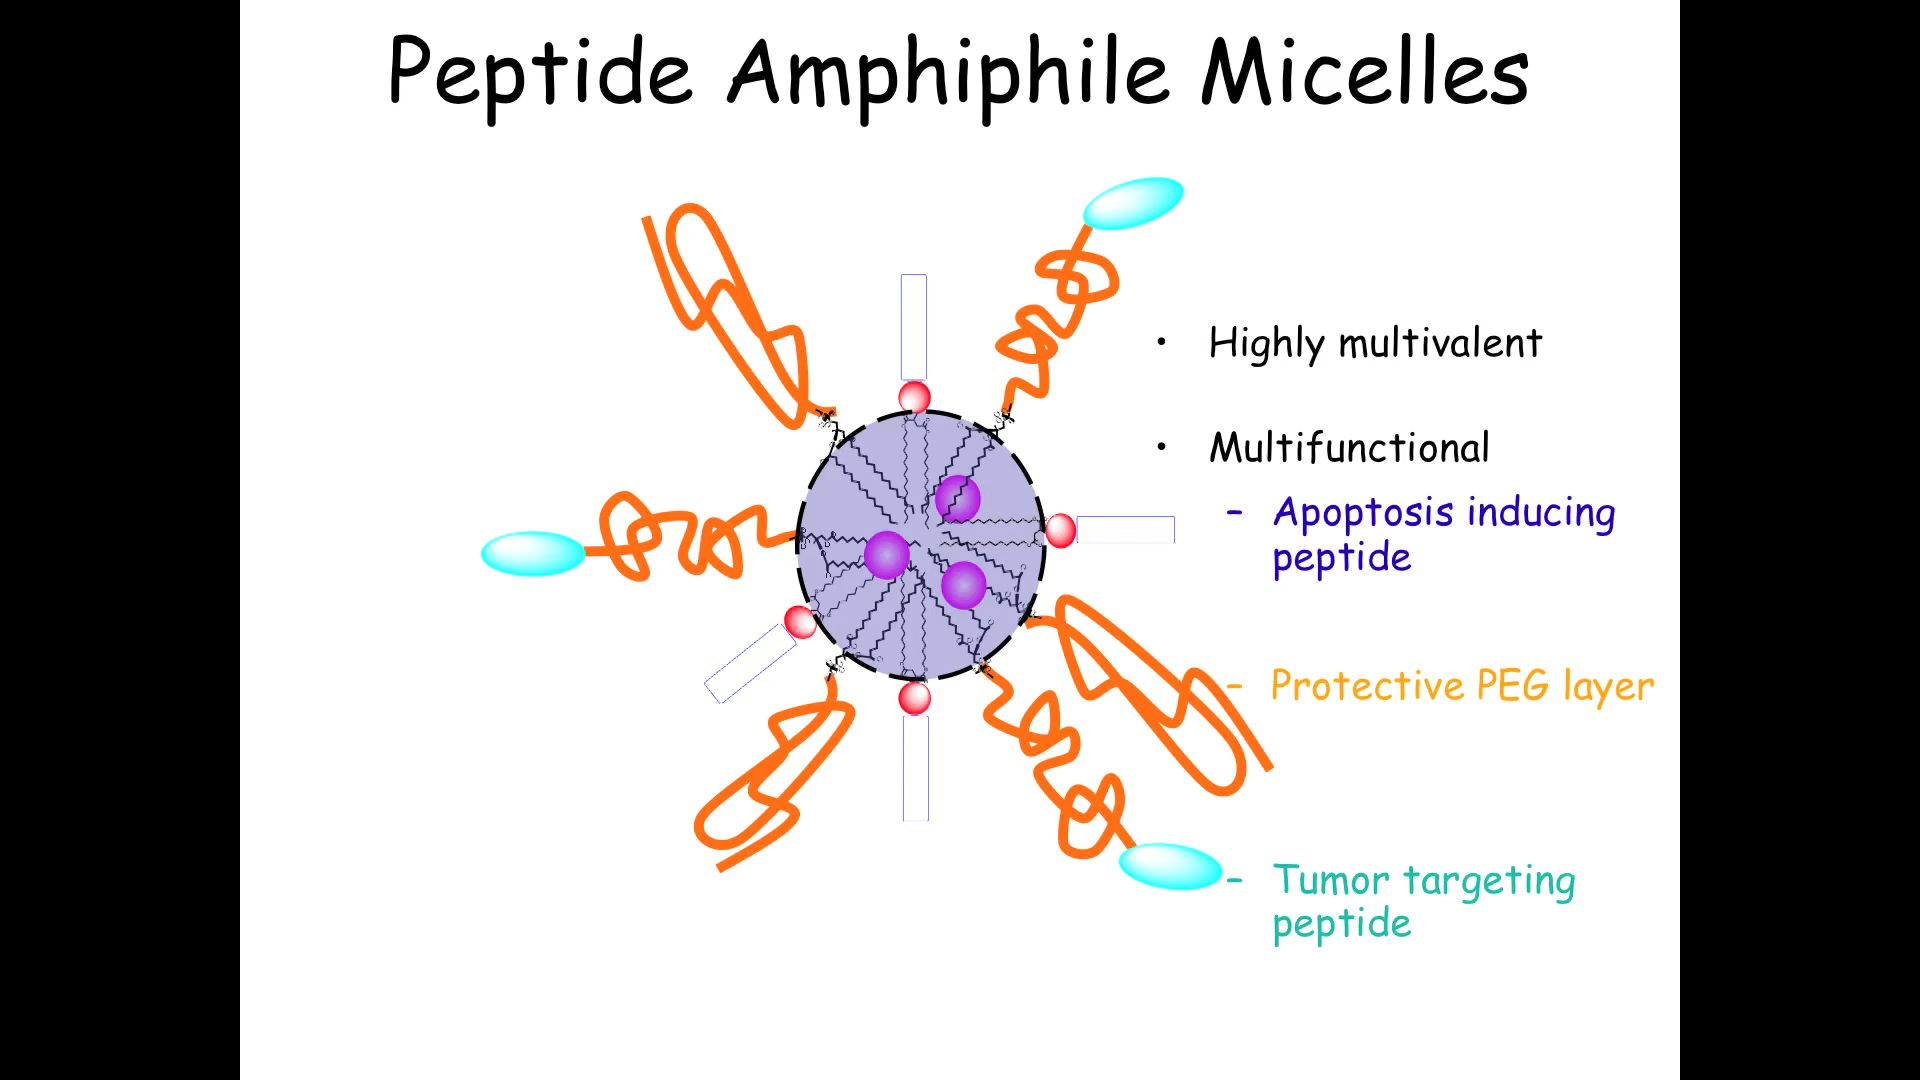 Peptide Amphiphile Micelles
• Highly multivalent
• Multifunctional
– Apoptosis inducing
peptide
– Protective PEG layer
– Tumor targeting
peptide